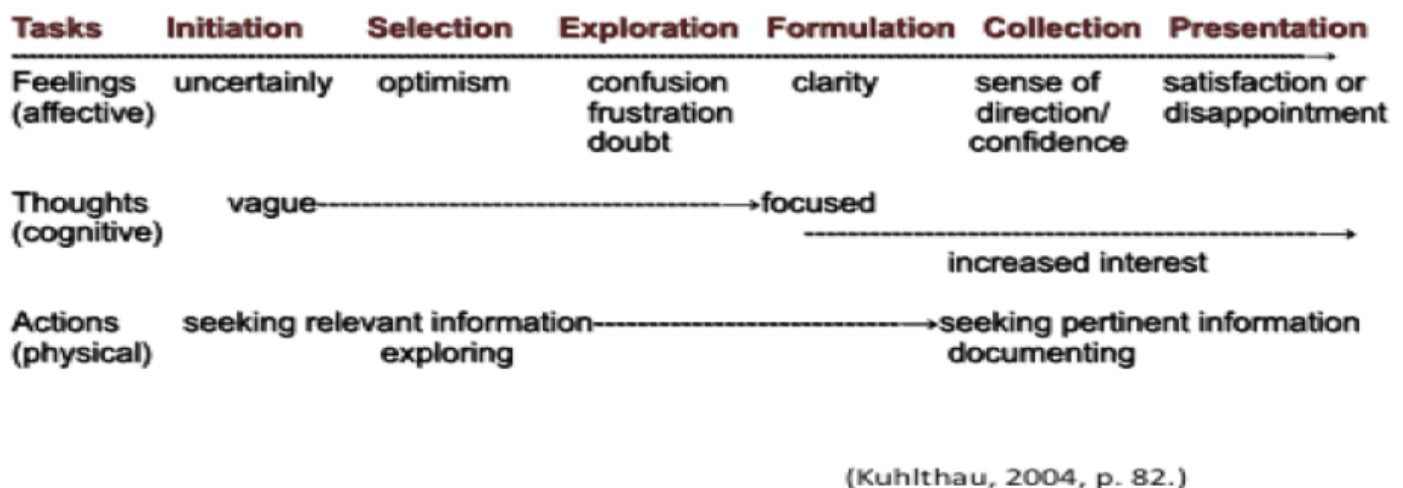 Tasks Initiation Selection Exploration Formulation Collection Presentation
Feelings uncertainly optimism confusion clarity sense of satisfaction or
(affective) frustration direction/ disappointment
doubt confidence
Thoughts vague focused
(cognitive)
increased interest
Actions seeking relevant information seeking pertinent information
(physical) exploring documenting
(Kuhlthau, 2004, p. 82.)